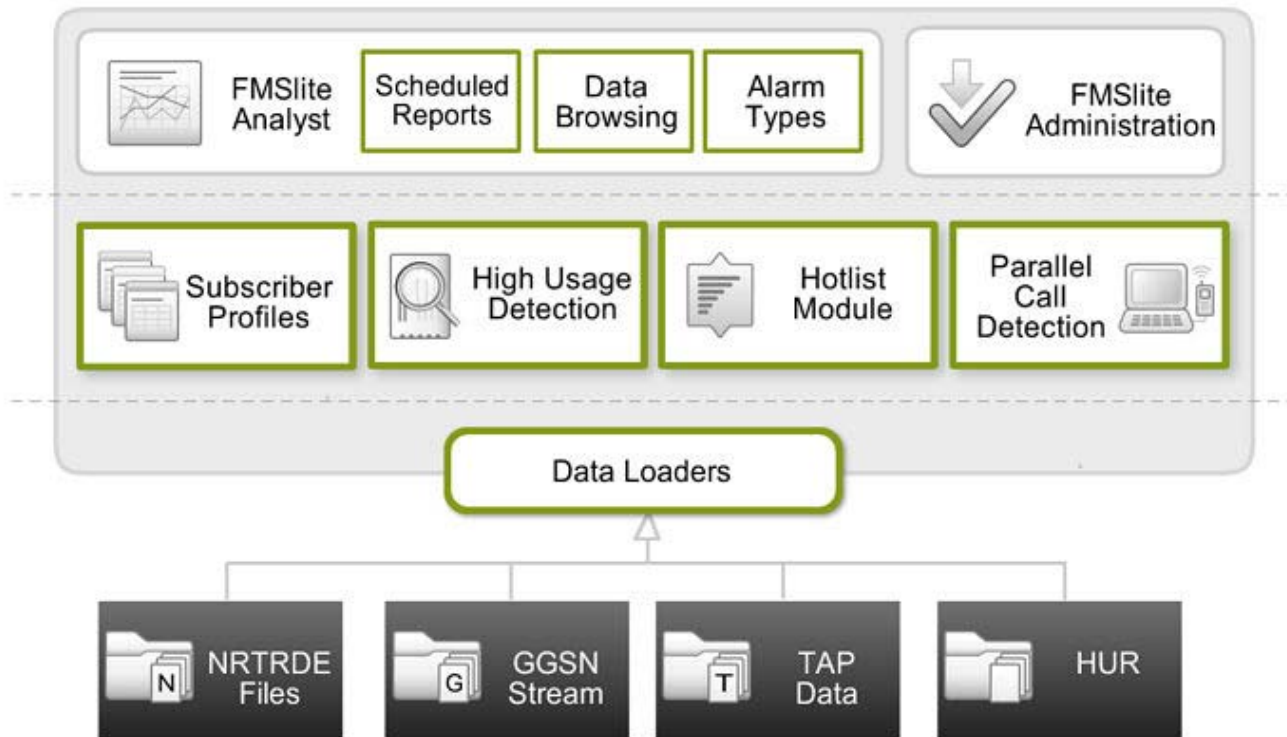 FMSlite
Analyst
Scheduled
Reports
Data
Browsing
Alarm
Types
FMSlite
Administration
Subscriber
Profiles
High Usage
Detection
Hotlist
Module
Parallel
Call
Detection
Data Loaders
N
NRTRDE
Files
G
GGSN
Stream
T
TAP
Data
HUR